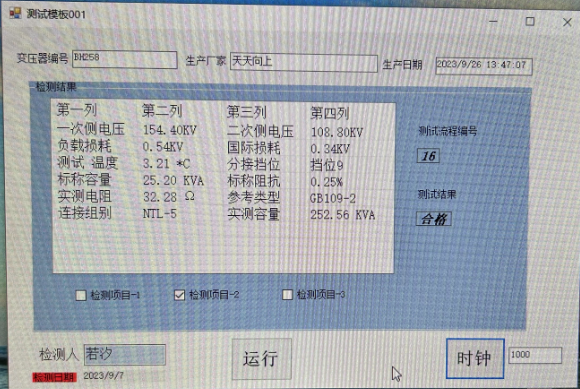 测试模板001
变压器编号 BH258 生产厂家 天天向上 生产日期 2023/9/26 13:47:07
检测结果
第一列 第二列 第三列 第四列
一次侧电压 154.40KV 二次侧电压 108.80KV
负载损耗 0.54KV 国际损耗 0.34KV
测试 温度 3.21 *C 分接挡位 挡位9
标称容量 25.20 KVA 标称阻抗 0.25%
实测电阻 32.28 Ω 参考类型 GB109-2
连接组别 NTL-5 实测容量 252.56 KVA
测试流程编号
16
测试结果
合格
检测项目-1 检测项目-2 检测项目-3
检测人 若汐 运行 时钟 1000
检测日期 2023/9/7